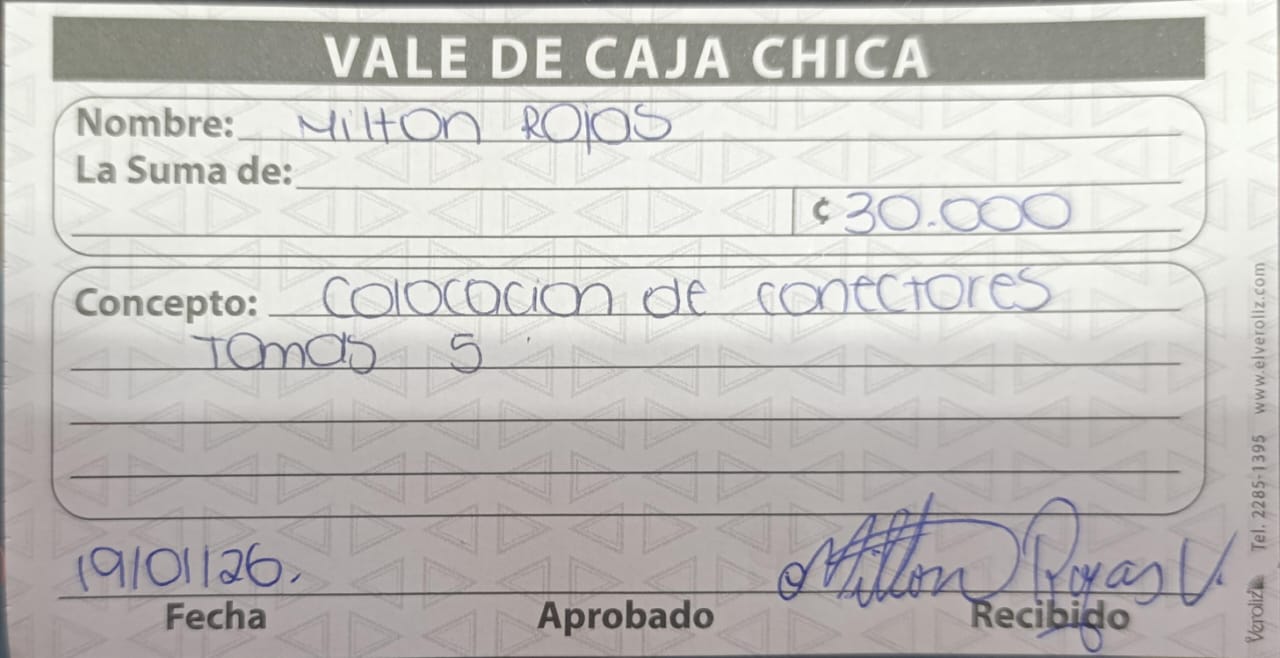 VALE DE CAJA CHICA
Nombre: Milton Rojas
La Suma de:
¢ 30.000
Concepto: Colocacion de conectores
Tomas 5
19/01/26.
Milton Rojas V.
Fecha Aprobado Recibido
Veroliz Tel. 2285-1395 www.elveroliz.com